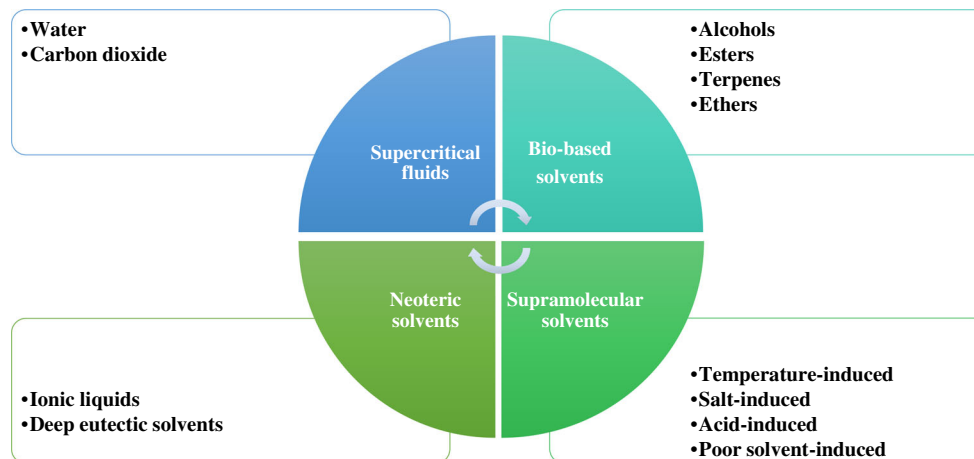 •Water
•Carbon dioxide
•Alcohols
•Esters
•Terpenes
•Ethers
Supercritical
fluids
Bio-based
solvents
Neoteric
solvents
Supramolecular
solvents
•Ionic liquids
•Deep eutectic solvents
•Temperature-induced
•Salt-induced
•Acid-induced
•Poor solvent-induced